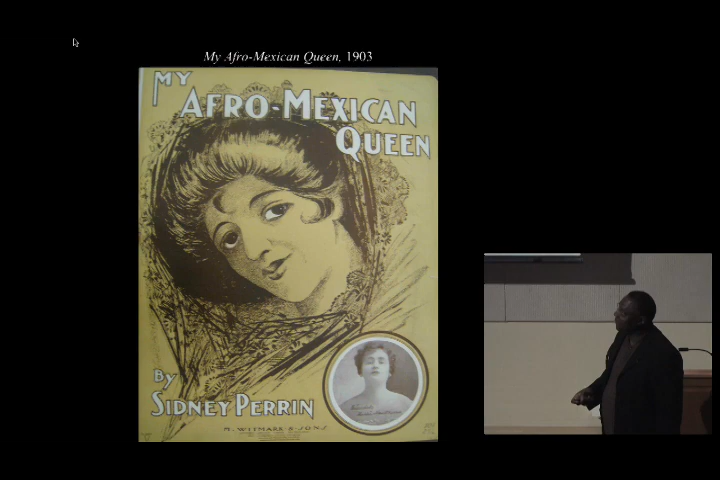 My Afro-Mexican Queen, 1903
MY
AFRO-MEXICAN
QUEEN
BY
SIDNEY PERRIN
M. WITMARK & SONS